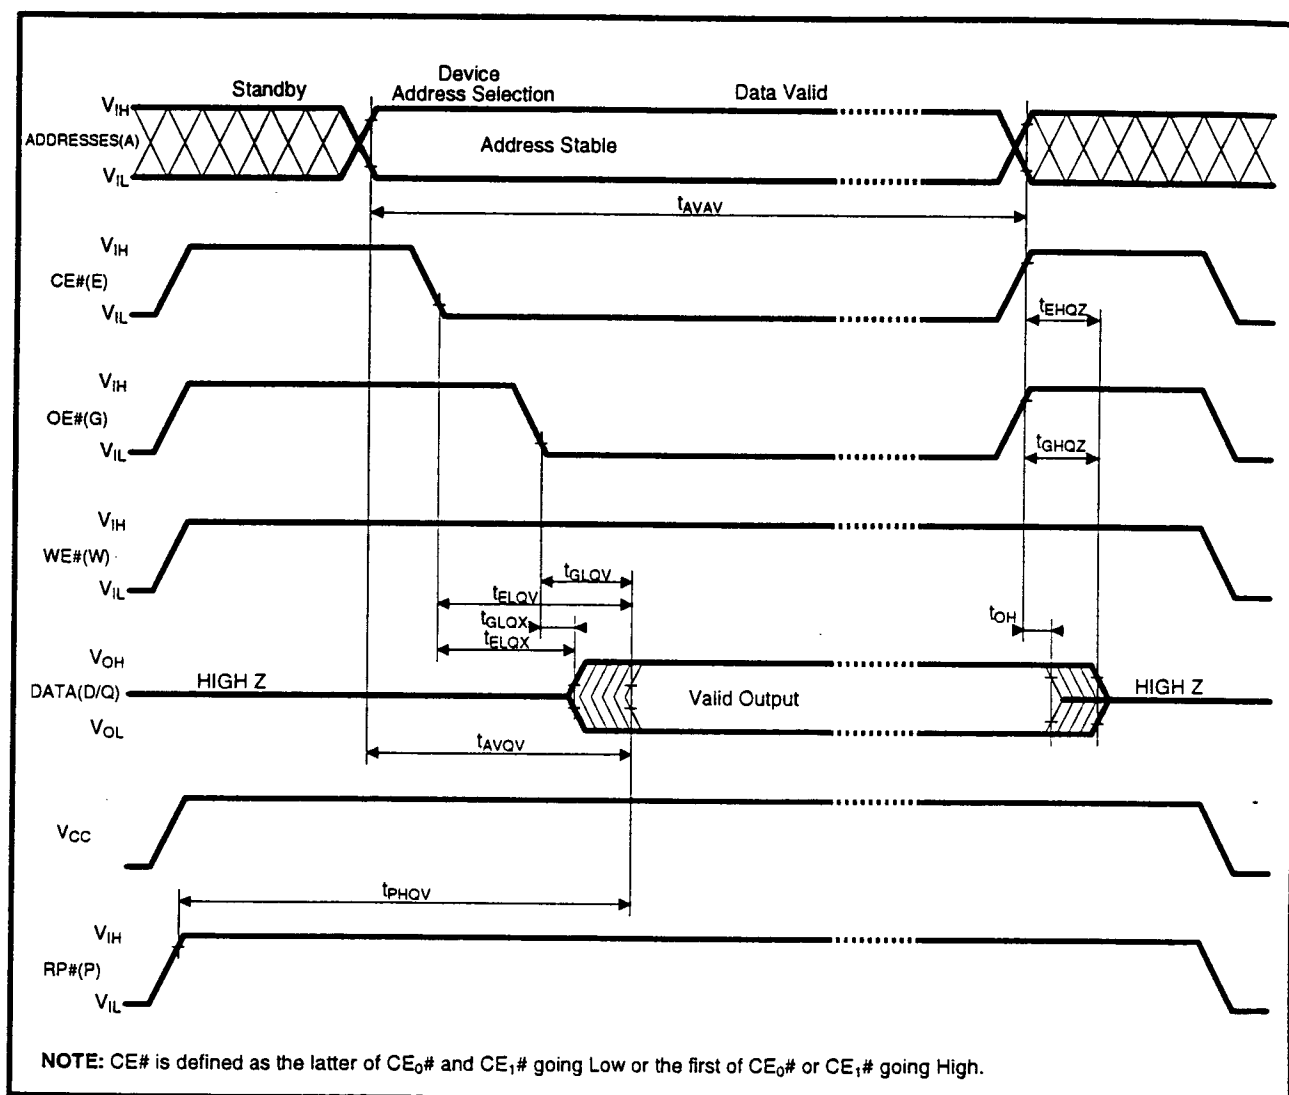 Standby
Device
Address Selection
Data Valid
VIH
ADDRESSES(A)
VIL
Address Stable
tAVAV
VIH
CE#(E)
VIL
tEHQZ
VIH
OE#(G)
VIL
tGHQZ
VIH
WE#(W)
VIL
tGLQV
tELQV
tGLQX
tELQX
tOH
VOH
DATA(D/Q)
VOL
HIGH Z
Valid Output
HIGH Z
tAVQV
VCC
tPHQV
VIH
RP#(P)
VIL
NOTE: CE# is defined as the latter of CE0# and CE1# going Low or the first of CE0# or CE1# going High.